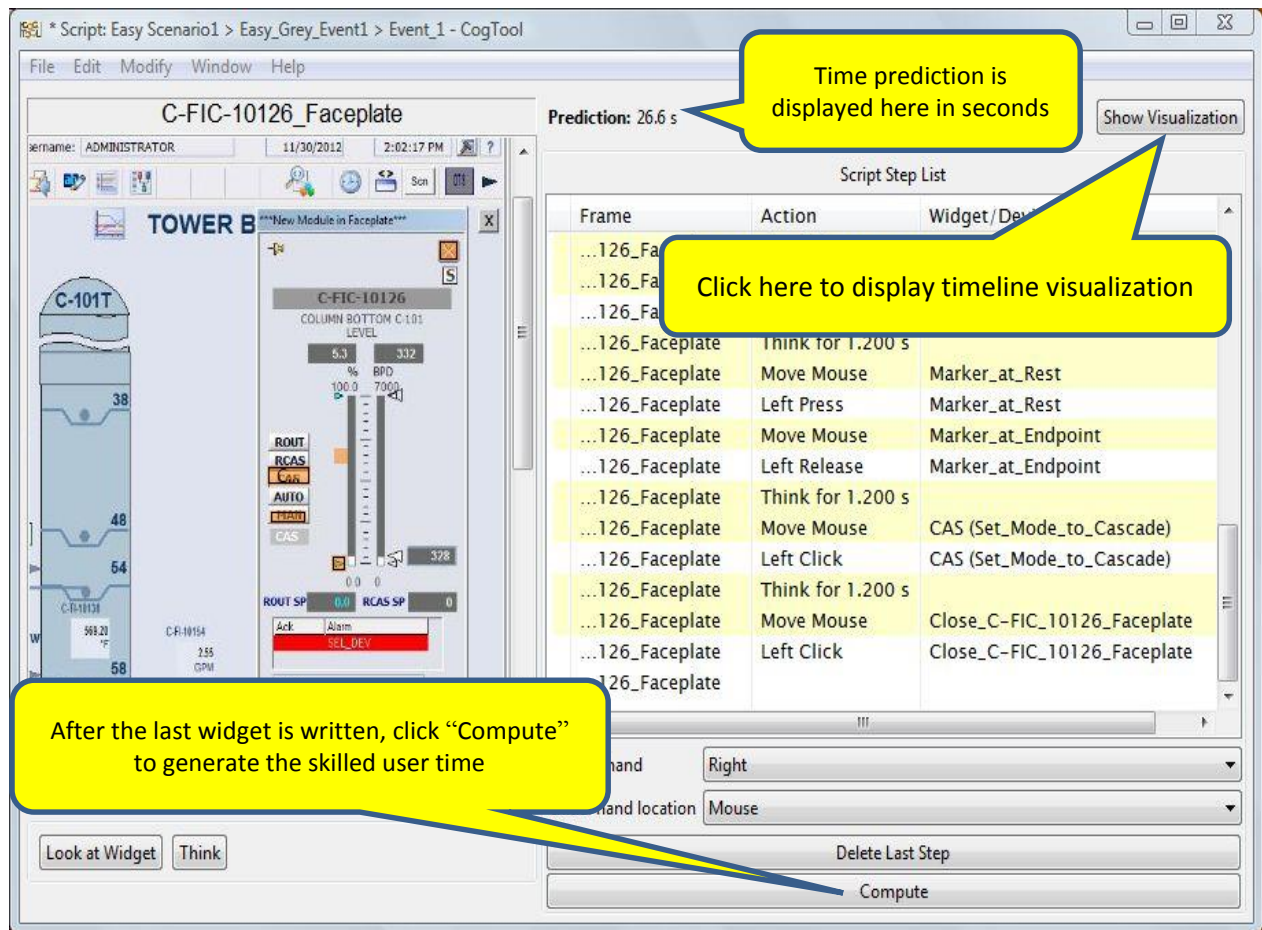 * Script: Easy Scenario1 > Easy_Grey_Event1 > Event_1 - CogTool
File Edit Modify Window Help
C-FIC-10126_Faceplate
Prediction: 26.6 s
Time prediction is
displayed here in seconds
Show Visualization
ername: ADMINISTRATOR 11/30/2012 2:02:17 PM ?
Scn
TOWER B
***New Module in Faceplate***
X
S
C-101T
C-FIC-10126
COLUMN BOTTOM C-101
LEVEL
5.3 332
% BPD
100.0 7000
38
ROUT
RCAS
CAS
AUTO
MAN
CAS
48
54
328
0.0 0
ROUT SP 0.0 RCAS SP 0
Ack Alarm
SEL_DEV
569.20
°F
W
58
2.55
GPM
Script Step List
Frame Action Widget/Devi
Click here to display timeline visualization
...126_Fa
...126_Fa
...126_Fa
...126_Faceplate Think for 1.200 s
...126_Faceplate Move Mouse Marker_at_Rest
...126_Faceplate Left Press Marker_at_Rest
...126_Faceplate Move Mouse Marker_at_Endpoint
...126_Faceplate Left Release Marker_at_Endpoint
...126_Faceplate Think for 1.200 s
...126_Faceplate Move Mouse CAS (Set_Mode_to_Cascade)
...126_Faceplate Left Click CAS (Set_Mode_to_Cascade)
...126_Faceplate Think for 1.200 s
...126_Faceplate Move Mouse Close_C-FIC_10126_Faceplate
...126_Faceplate Left Click Close_C-FIC_10126_Faceplate
126_Faceplate
After the last widget is written, click “Compute”
to generate the skilled user time
hand Right
hand location Mouse
Look at Widget Think
Delete Last Step
Compute